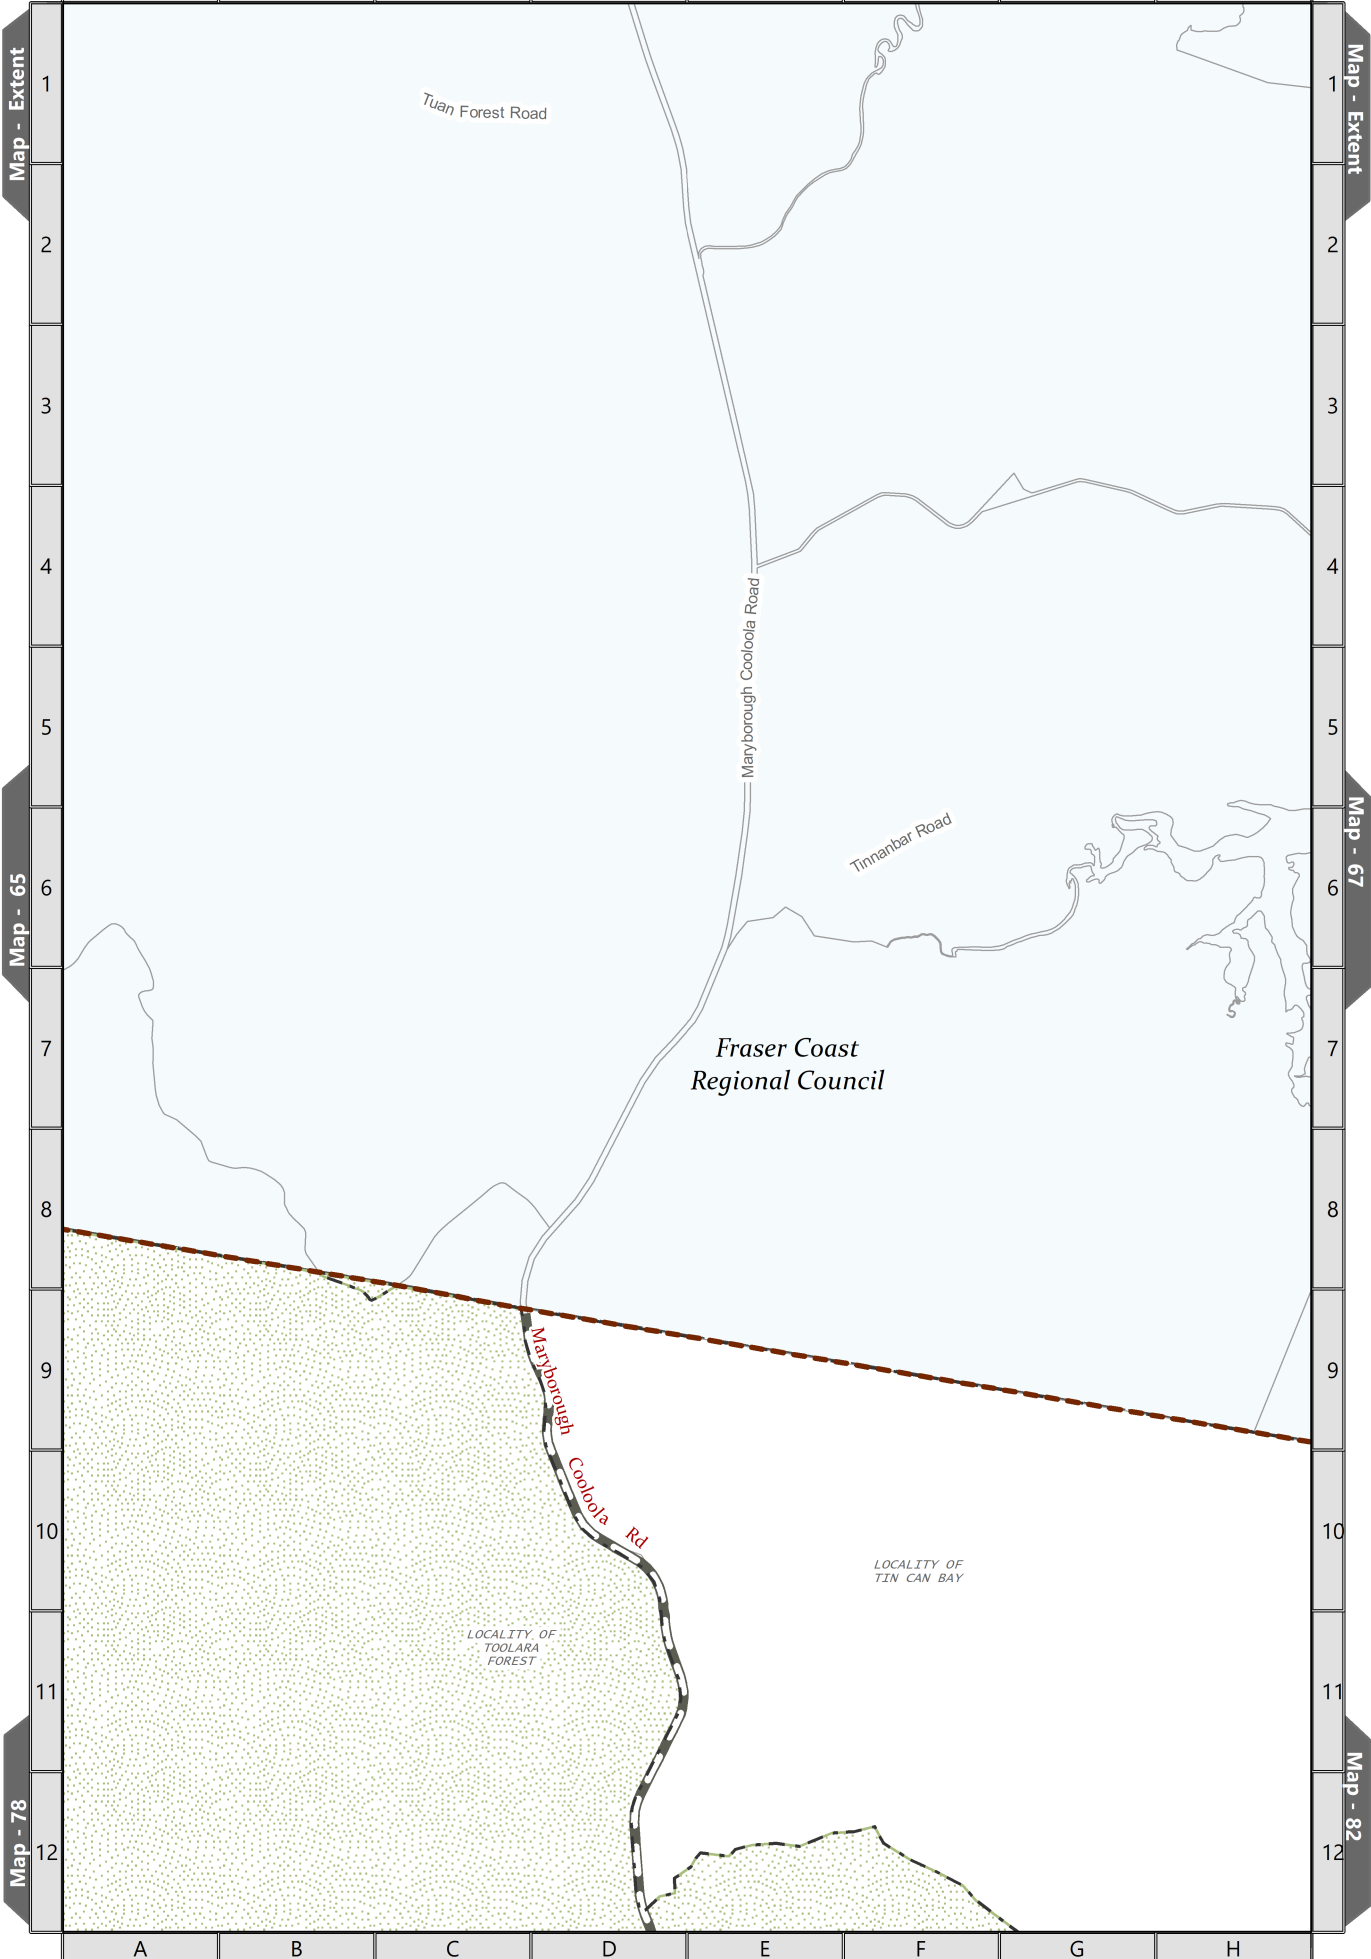 Map - Extent
Map - Extent
1
1
Tuan Forest Road
2
2
3
3
4
4
Maryborough Cooloola Road
5
5
Tinnanbar Road
Map - 65
6
6
Map - 67
7
7
Fraser Coast
Regional Council
8
8
9
9
Maryborough
Cooloola
Rd
10
10
LOCALITY OF
TIN CAN BAY
LOCALITY OF
TOOLARA
FOREST
11
11
Map - 78
12
12
Map - 82
A
B
C
D
E
F
G
H